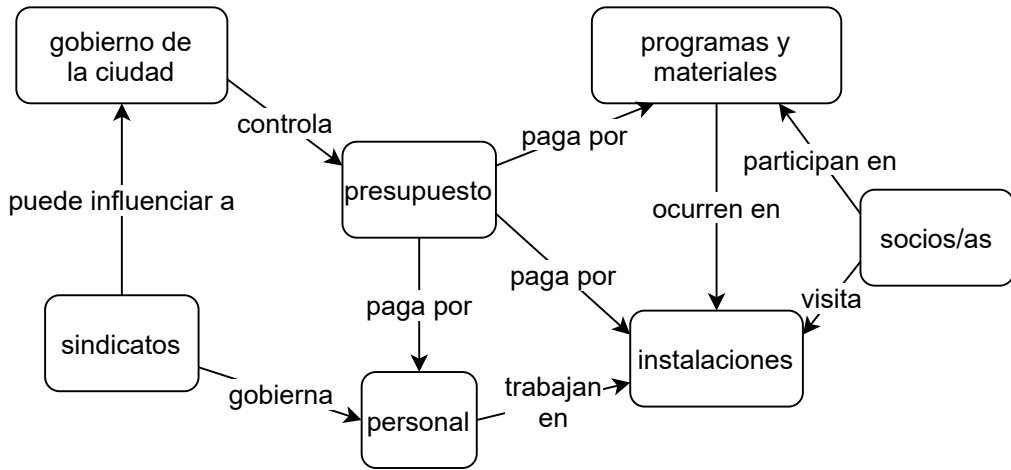 gobierno de
la ciudad
programas y
materiales
controla
paga por
participan en
presupuesto
puede influenciar a
ocurren en
socios/as
paga por
paga por
visita
sindicatos
instalaciones
gobierna
trabajan
en
personal